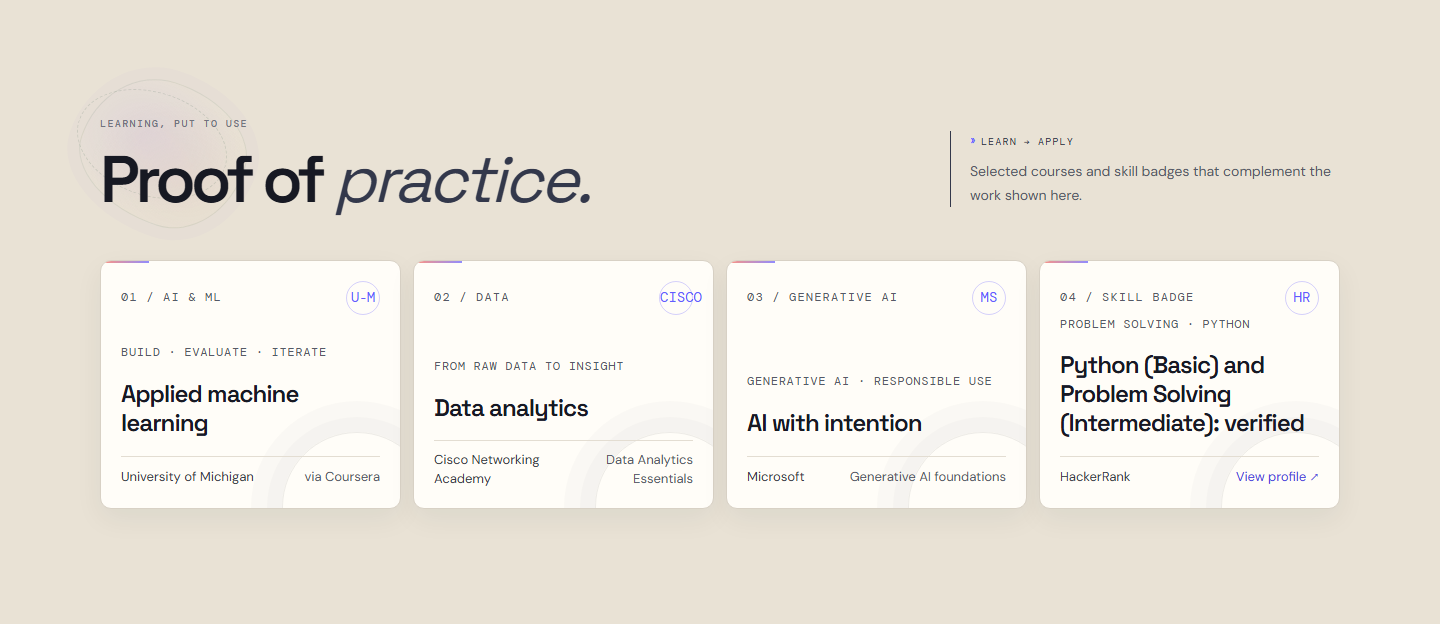 LEARNING, PUT TO USE
Proof of practice.
» LEARN → APPLY
Selected courses and skill badges that complement the
work shown here.
01 / AI & ML
U-M
BUILD · EVALUATE · ITERATE
Applied machine
learning
University of Michigan
via Coursera
02 / DATA
CISCO
FROM RAW DATA TO INSIGHT
Data analytics
Cisco Networking
Academy
Data Analytics
Essentials
03 / GENERATIVE AI
MS
GENERATIVE AI · RESPONSIBLE USE
AI with intention
Microsoft
Generative AI foundations
04 / SKILL BADGE
HR
PROBLEM SOLVING · PYTHON
Python (Basic) and
Problem Solving
(Intermediate): verified
HackerRank
View profile ↗